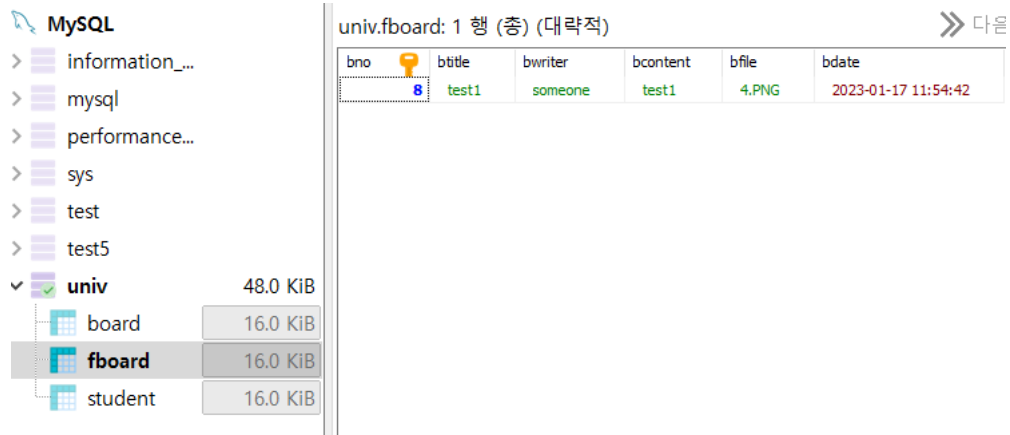 MySQL
information_...
mysql
performance...
sys
test
test5
univ 48.0 KiB
board 16.0 KiB
fboard 16.0 KiB
student 16.0 KiB
univ.fboard: 1 행 (총) (대략적)
다음
bno btitle bwriter bcontent bfile bdate
8 test1 someone test1 4.PNG 2023-01-17 11:54:42